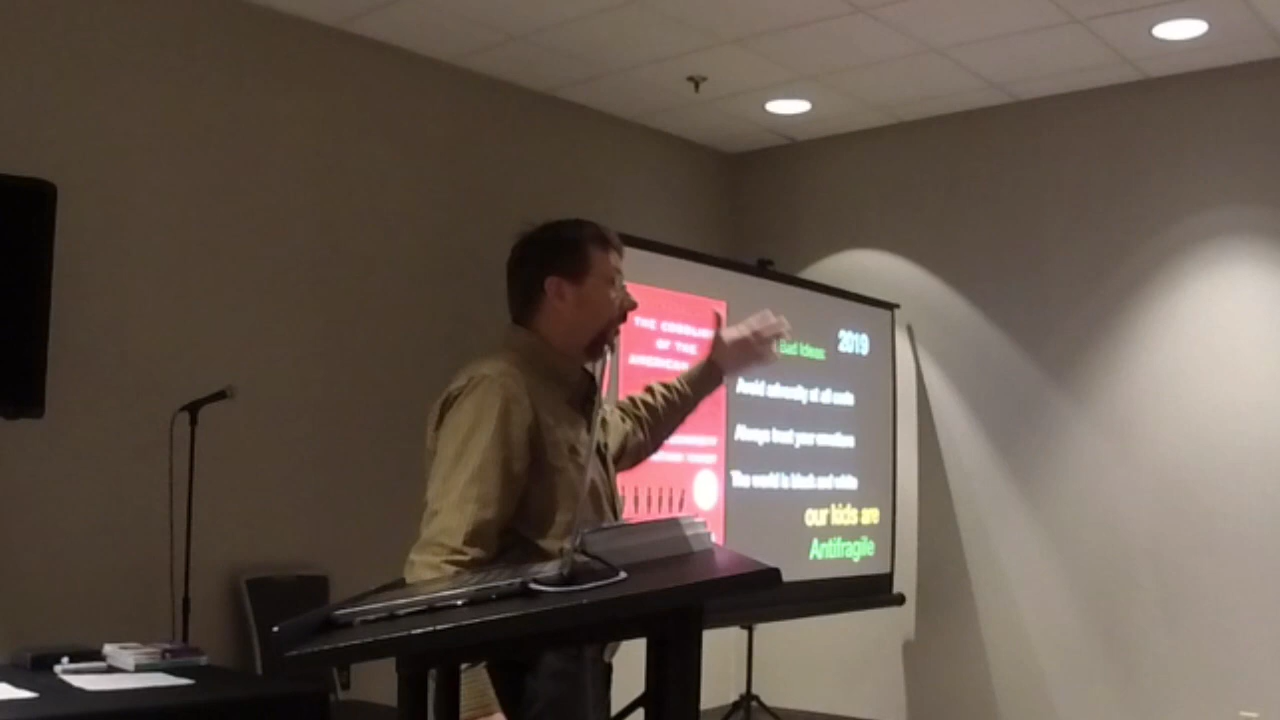 THE CODDLING
OF THE
AMERICAN
2019
Bad Ideas:
Avoid adversity at all costs
Always trust your emotions
The world is black and white
our kids are
Antifragile